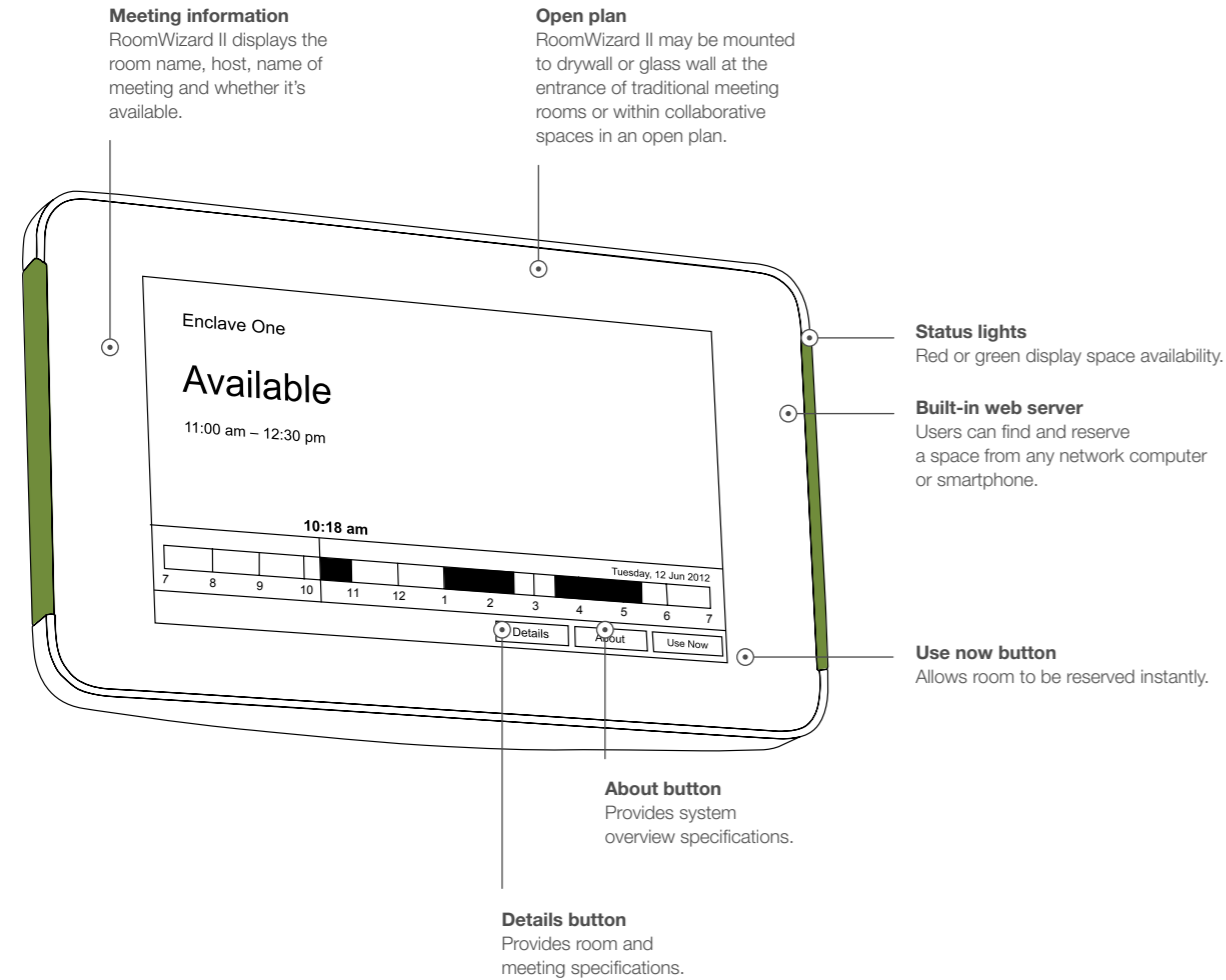 Meeting information
RoomWizard II displays the
room name, host, name of
meeting and whether it's
available.
Open plan
RoomWizard II may be mounted
to drywall or glass wall at the
entrance of traditional meeting
rooms or within collaborative
spaces in an open plan.
Enclave One
Available
11:00 am – 12:30 pm
10:18 am
Tuesday, 12 Jun 2012
7 8 9 10 11 12 1 2 3 4 5 6 7
Details About Use Now
Status lights
Red or green display space availability.
Built-in web server
Users can find and reserve
a space from any network computer
or smartphone.
Use now button
Allows room to be reserved instantly.
About button
Provides system
overview specifications.
Details button
Provides room and
meeting specifications.